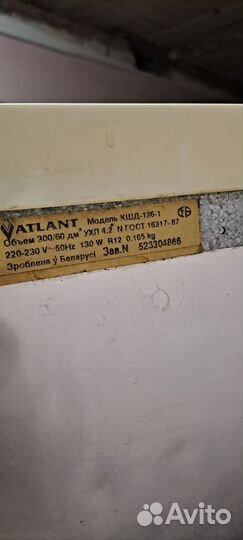 ATLANT Модель КШД-126-1
Объем 300/60 дм³ УХЛ 4.2* N ГОСТ 16317-87
220-230 V~50Hz 130 W R12 0.165 kg
Зроблена ў Беларусі Зав.N 523304886
Avito